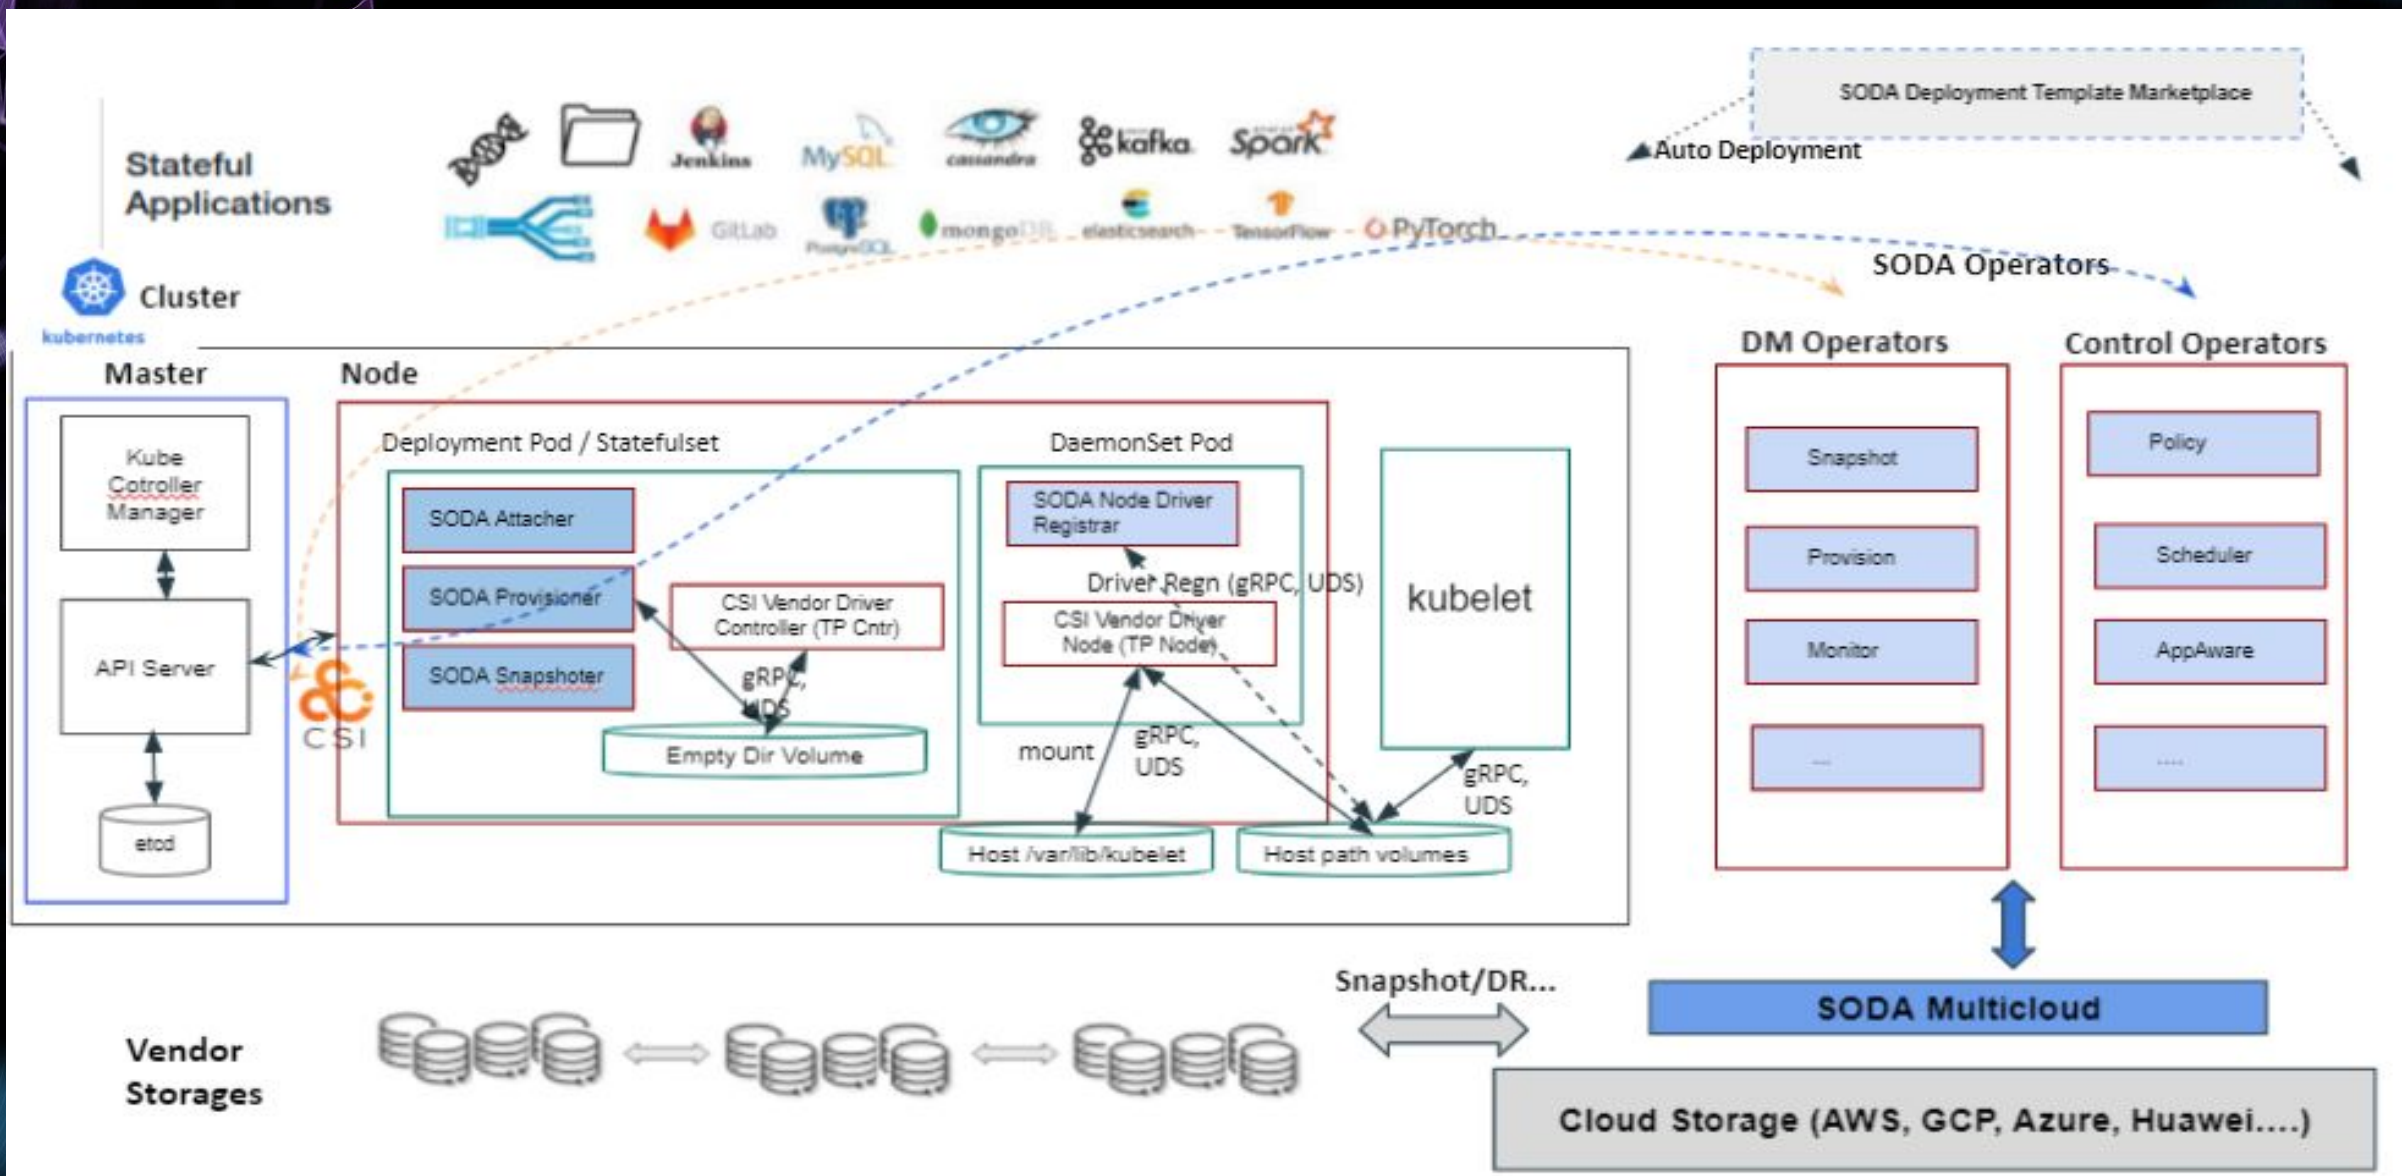 SODA Deployment Template Marketplace
Auto Deployment
Stateful
Applications
Jenkins
MySQL
cassandra
kafka
Spark
GitLab
PostgreSQL
mongoDB
elasticsearch
TensorFlow
PyTorch
SODA Operators
Cluster
kubernetes
Master
Node
DM Operators
Control Operators
Kube
Cotroller
Manager
API Server
etcd
CSI
Deployment Pod / Statefulset
SODA Attacher
SODA Provisioner
SODA Snapshoter
CSI Vendor Driver
Controller (TP Cntr)
gRPC,
UDS
Empty Dir Volume
DaemonSet Pod
SODA Node Driver
Registrar
Driver Regn (gRPC, UDS)
CSI Vendor Driver
Node (TP Node)
mount
gRPC,
UDS
Host /var/lib/kubelet
Host path volumes
kubelet
gRPC,
UDS
Snapshot
Provision
Monitor
...
Policy
Scheduler
AppAware
....
Snapshot/DR...
SODA Multicloud
Vendor
Storages
Cloud Storage (AWS, GCP, Azure, Huawei....)